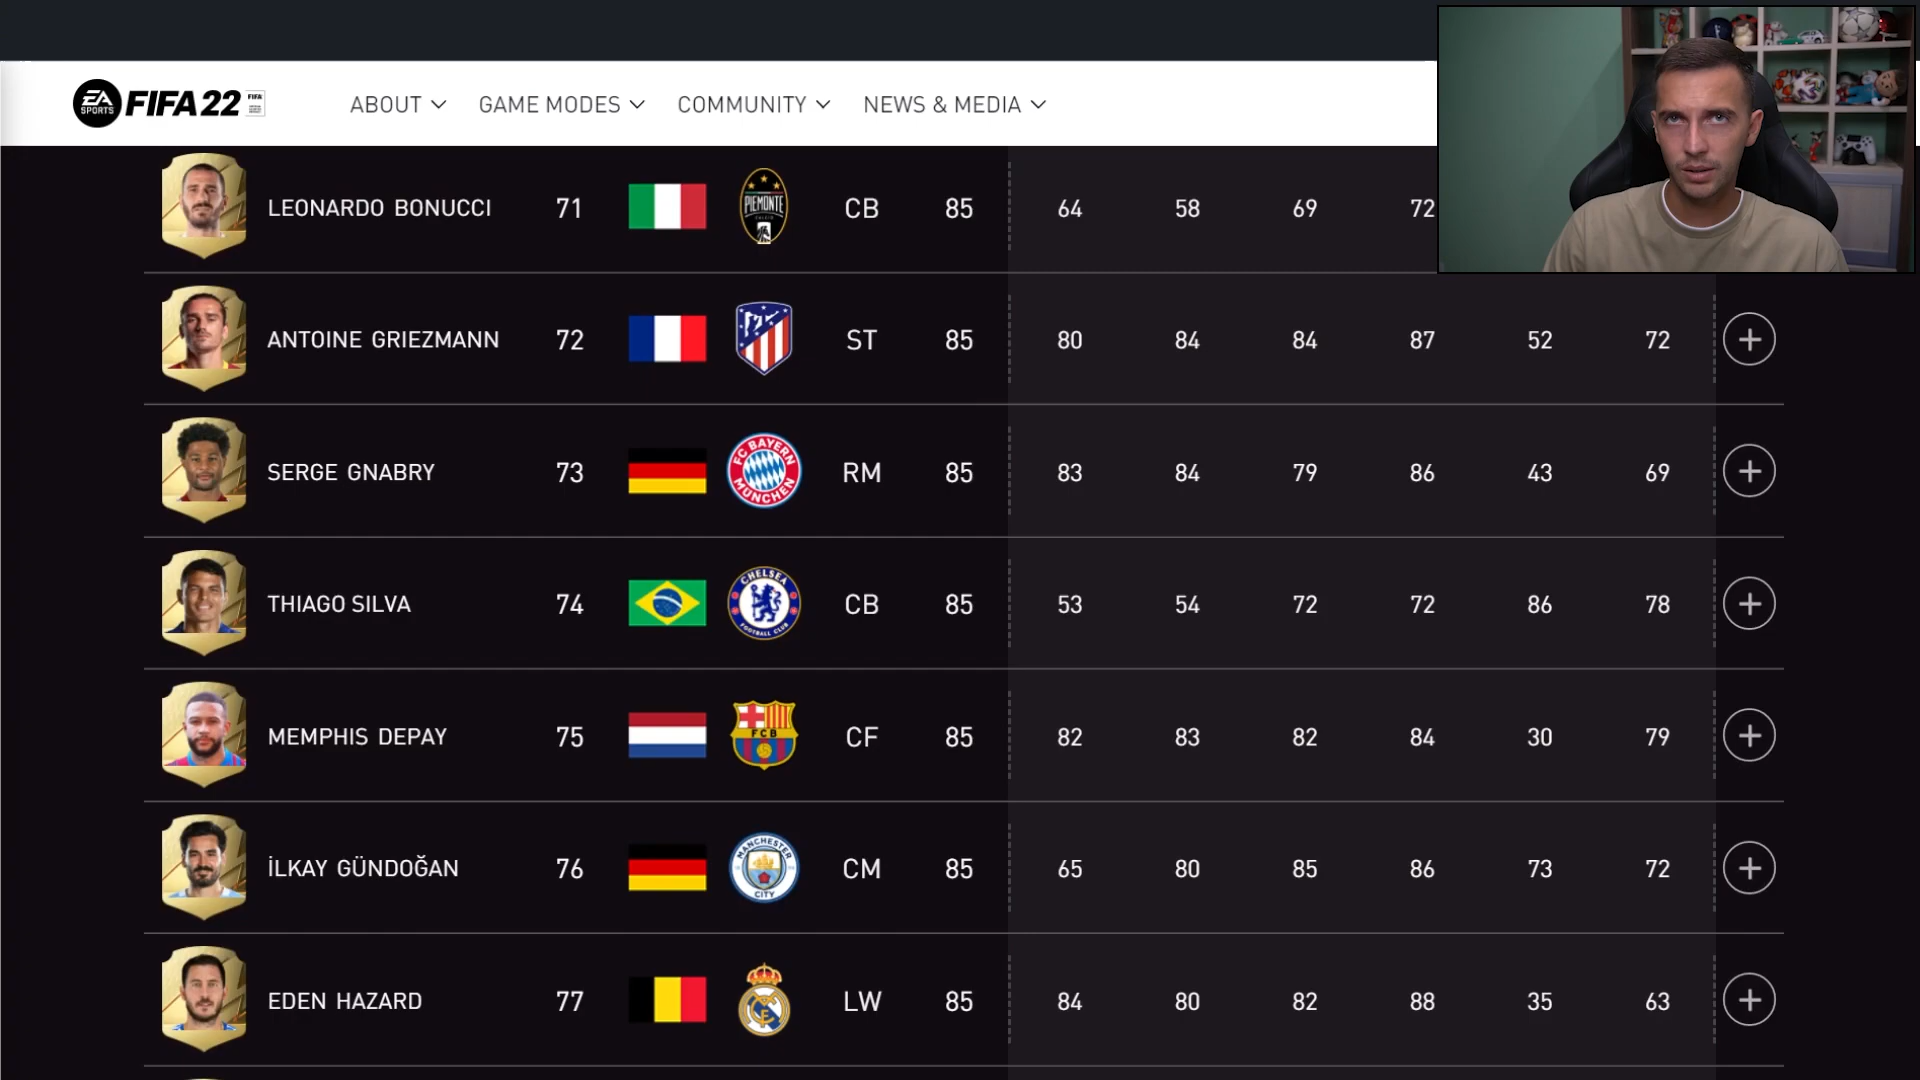 EA SPORTS FIFA 22 FIFA
ABOUT GAME MODES COMMUNITY NEWS & MEDIA
LEONARDO BONUCCI 71 PIEMONTE CALCIO CB 85 64 58 69 72
ANTOINE GRIEZMANN 72 ST 85 80 84 84 87 52 72
SERGE GNABRY 73 FC BAYERN MÜNCHEN RM 85 83 84 79 86 43 69
THIAGO SILVA 74 CHELSEA FOOTBALL CLUB CB 85 53 54 72 72 86 78
MEMPHIS DEPAY 75 FCB CF 85 82 83 82 84 30 79
İLKAY GÜNDOĞAN 76 MANCHESTER CITY CM 85 65 80 85 86 73 72
EDEN HAZARD 77 LW 85 84 80 82 88 35 63